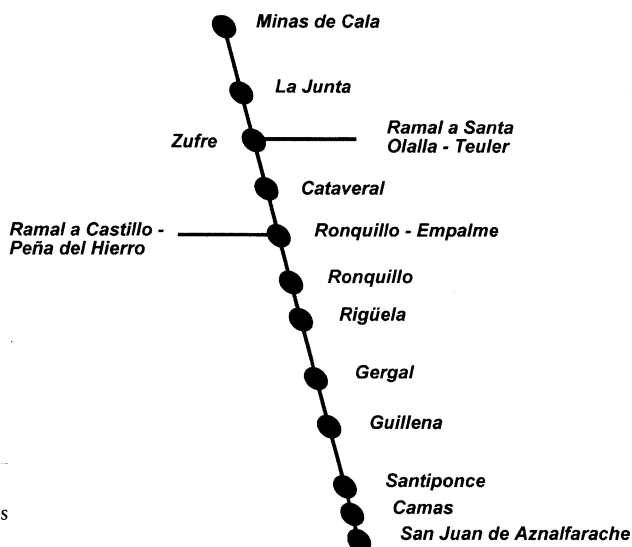 Minas de Cala
La Junta
Zufre
Ramal a Santa
Olalla - Teuler
Cataveral
Ramal a Castillo -
Peña del Hierro
Ronquillo - Empalme
Ronquillo
Rigüela
Gergal
Guillena
Santiponce
Camas
s
San Juan de Aznalfarache